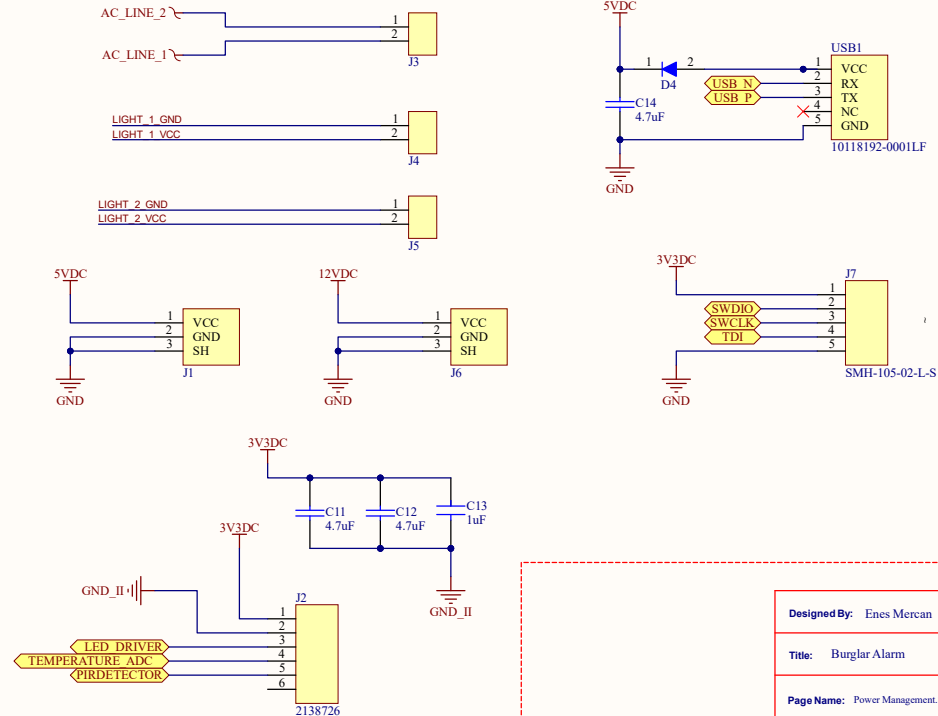 AC_LINE_2
AC_LINE_1
1
2
J3
LIGHT_1_GND
LIGHT_1_VCC
1
2
J4
LIGHT_2_GND
LIGHT_2_VCC
1
2
J5
5VDC
1 2
D4
C14
4.7uF
GND
USB_N
USB_P
USB1
1 VCC
2 RX
3 TX
4 NC
5 GND
10118192-0001LF
5VDC
1 VCC
2 GND
3 SH
J1
GND
12VDC
1 VCC
2 GND
3 SH
J6
GND
3V3DC
SWDIO
SWCLK
TDI
J7
1
2
3
4
5
SMH-105-02-L-S
GND
3V3DC
C11
4.7uF
C12
4.7uF
C13
1uF
GND_II
3V3DC
GND_II
LED_DRIVER
TEMPERATURE_ADC
PIRDETECTOR
J2
1
2
3
4
5
6
2138726
Designed By: Enes Mercan
Title: Burglar Alarm
Page Name: Power Management.